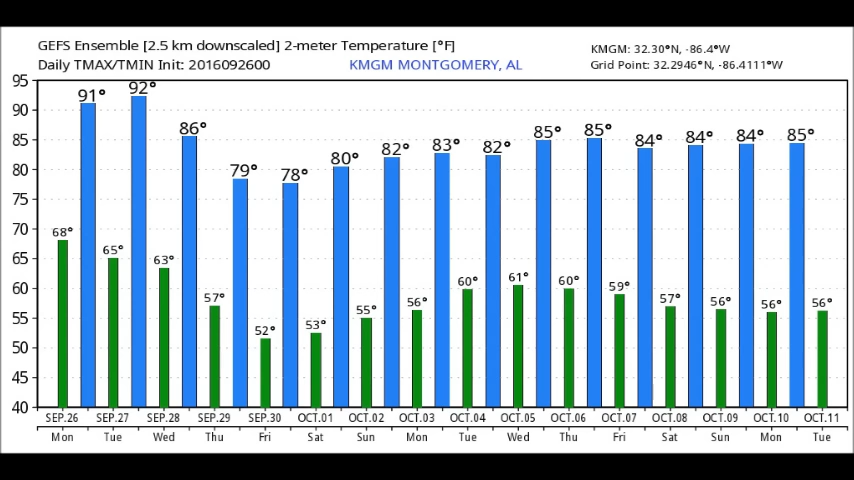 GEFS Ensemble [2.5 km downscaled] 2-meter Temperature [°F]
KMGM: 32.30°N, -86.4°W
Daily TMAX/TMIN Init: 2016092600
KMGM MONTGOMERY, AL
Grid Point: 32.2946°N, -86.4111°W
95
90
85
80
75
70
65
60
55
50
45
40
91° 92° 86° 79° 78° 80° 82° 83° 82° 85° 85° 84° 84° 84° 85°
68° 65° 63° 57° 52° 53° 55° 56° 60° 61° 60° 59° 57° 56° 56° 56°
SEP.26 SEP.27 SEP.28 SEP.29 SEP.30 OCT.01 OCT.02 OCT.03 OCT.04 OCT.05 OCT.06 OCT.07 OCT.08 OCT.09 OCT.10 OCT.11
Mon Tue Wed Thu Fri Sat Sun Mon Tue Wed Thu Fri Sat Sun Mon Tue